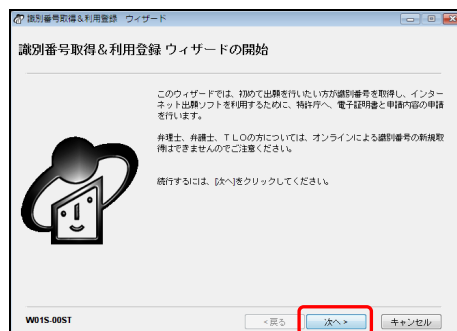 識別番号取得＆利用登録 ウィザード
識別番号取得＆利用登録 ウィザードの開始
このウィザードでは、初めて出願を行いたい方が識別番号を取得し、インター
ネット出願ソフトを利用するために、特許庁へ、電子証明書と申請内容の申請
を行います。
弁理士、弁護士、ＴＬＯの方については、オンラインによる識別番号の新規取
得はできませんのでご注意ください。
続行するには、[次へ]をクリックしてください。
W01S-00ST
<戻る
次へ>
キャンセル